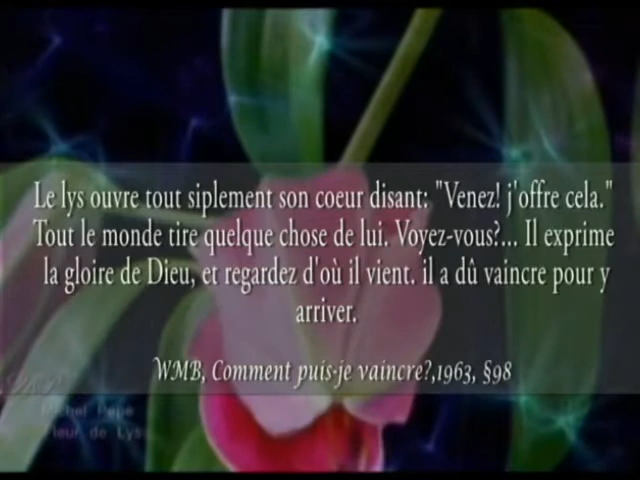 Le lys ouvre tout siplement son coeur disant: "Venez! j'offre cela."
Tout le monde tire quelque chose de lui. Voyez-vous?... Il exprime
la gloire de Dieu, et regardez d'où il vient. il a dû vaincre pour y
arriver.
WMB, Comment puis-je vaincre?,1963, §98
Michel Pépé
Fleur de Lys